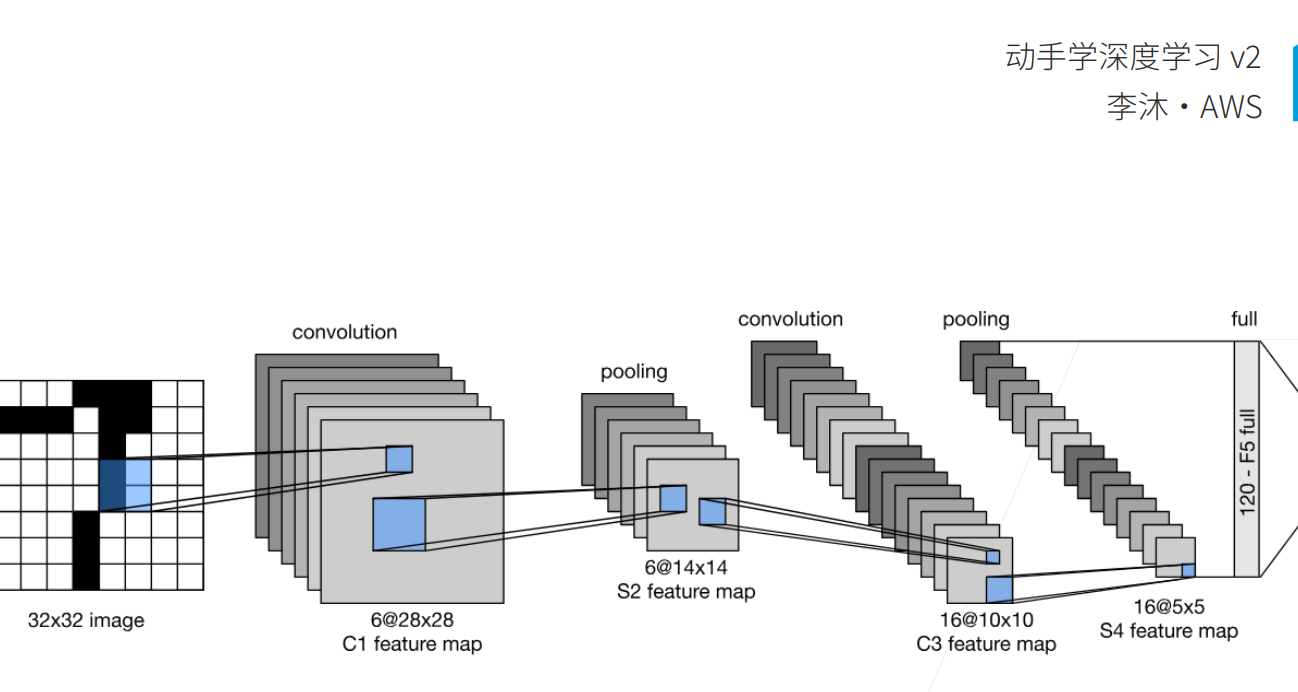 动手学深度学习 v2
李沐・AWS
convolution
pooling
convolution
pooling
full
120 - F5 full
32x32 image
6@28x28
C1 feature map
6@14x14
S2 feature map
16@10x10
C3 feature map
16@5x5
S4 feature map